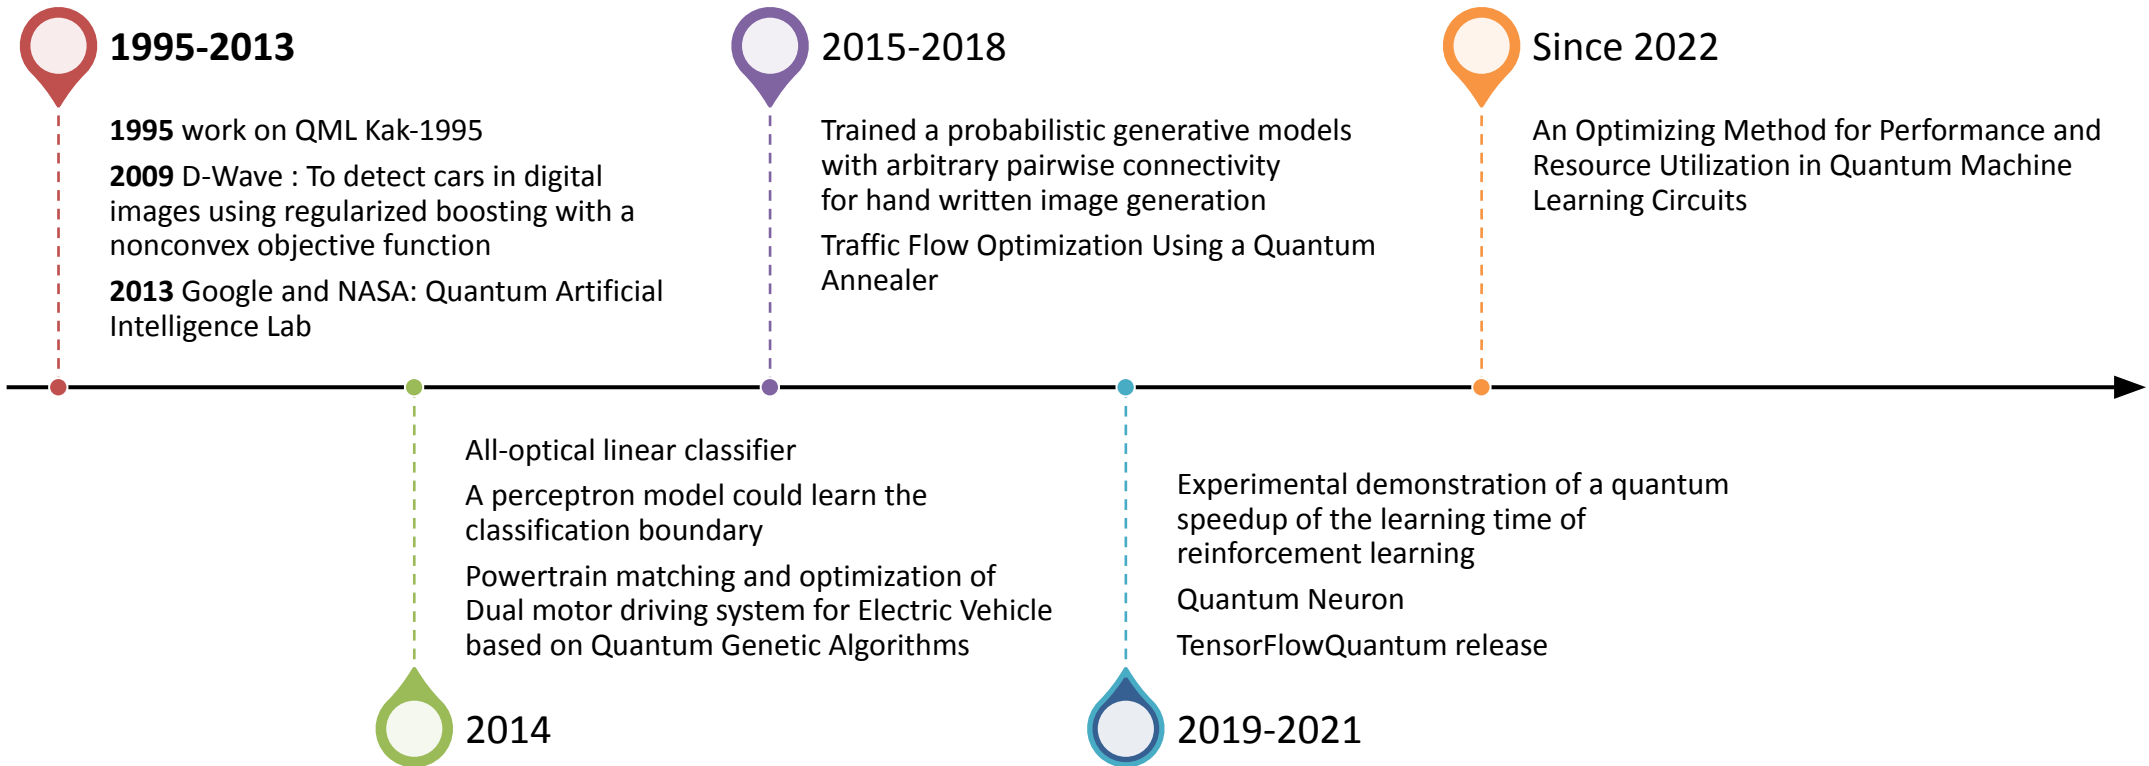 1995-2013
1995 work on QML Kak-1995
2009 D-Wave : To detect cars in digital
images using regularized boosting with a
nonconvex objective function
2013 Google and NASA: Quantum Artificial
Intelligence Lab
All-optical linear classifier
A perceptron model could learn the
classification boundary
Powertrain matching and optimization of
Dual motor driving system for Electric Vehicle
based on Quantum Genetic Algorithms
2014
2015-2018
Trained a probabilistic generative models
with arbitrary pairwise connectivity
for hand written image generation
Traffic Flow Optimization Using a Quantum
Annealer
Experimental demonstration of a quantum
speedup of the learning time of
reinforcement learning
Quantum Neuron
TensorFlowQuantum release
2019-2021
Since 2022
An Optimizing Method for Performance and
Resource Utilization in Quantum Machine
Learning Circuits